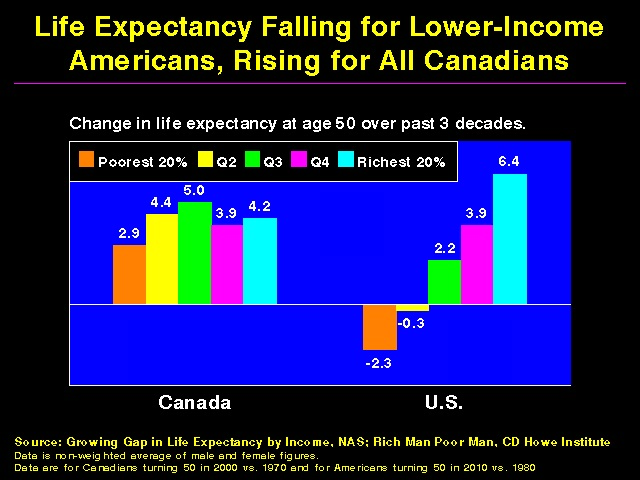 Life Expectancy Falling for Lower-Income
Americans, Rising for All Canadians
Change in life expectancy at age 50 over past 3 decades.
Poorest 20% Q2 Q3 Q4 Richest 20%
2.9
4.4
5.0
3.9
4.2
-2.3
-0.3
2.2
3.9
6.4
Canada
U.S.
Source: Growing Gap in Life Expectancy by Income, NAS; Rich Man Poor Man, CD Howe Institute
Data is non-weighted average of male and female figures.
Data are for Canadians turning 50 in 2000 vs. 1970 and for Americans turning 50 in 2010 vs. 1980